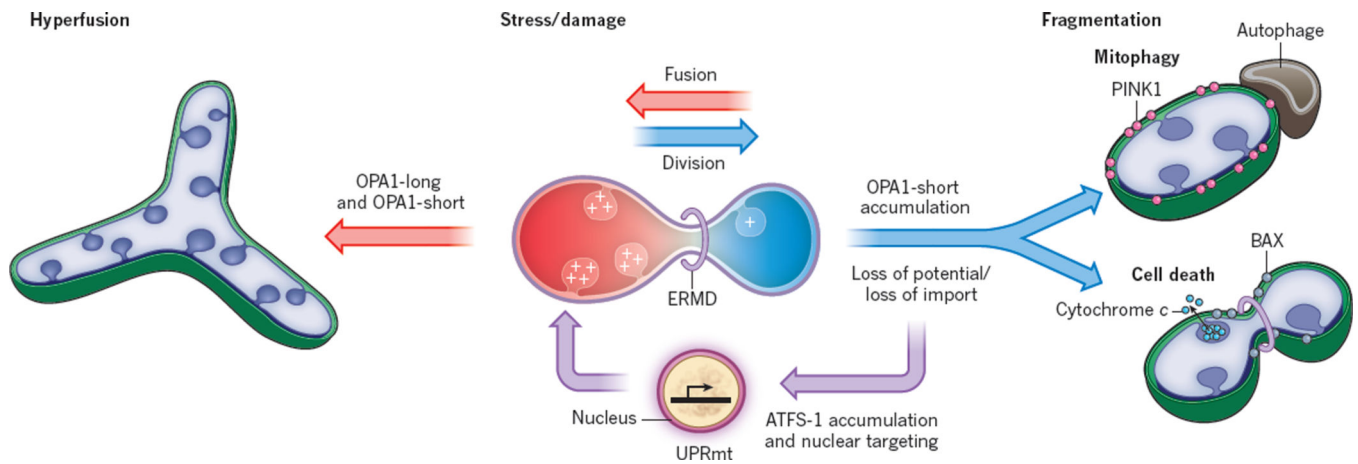 Hyperfusion
Stress/damage
Fragmentation
Autophage
Mitophagy
PINK1
Fusion
Division
OPA1-long
and OPA1-short
OPA1-short
accumulation
++
++
++
++
++
+
ERMD
Loss of potential/
loss of import
BAX
Cell death
Cytochrome c
Nucleus
UPRmt
ATFS-1 accumulation
and nuclear targeting